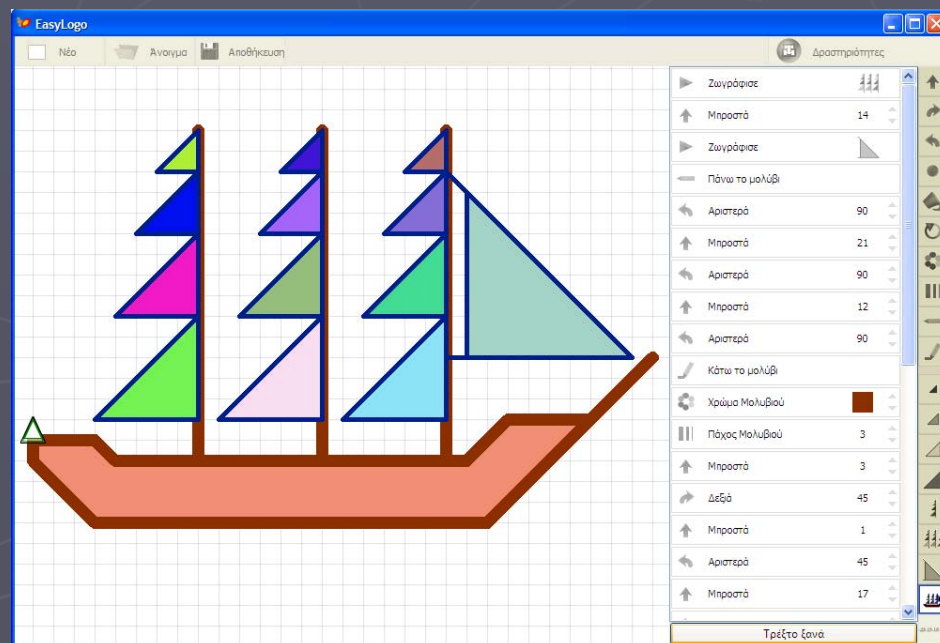 EasyLogo
Νέο Άνοιγμα Αποθήκευση Δραστηριότητες
Ζωγράφισε
Μπροστά 14
Ζωγράφισε
Πάνω το μολύβι
Αριστερά 90
Μπροστά 21
Αριστερά 90
Μπροστά 12
Αριστερά 90
Κάτω το μολύβι
Χρώμα Μολυβιού
Πάχος Μολυβιού 3
Μπροστά 3
Δεξιά 45
Μπροστά 1
Αριστερά 45
Μπροστά 17
Τρέξτο ξανά